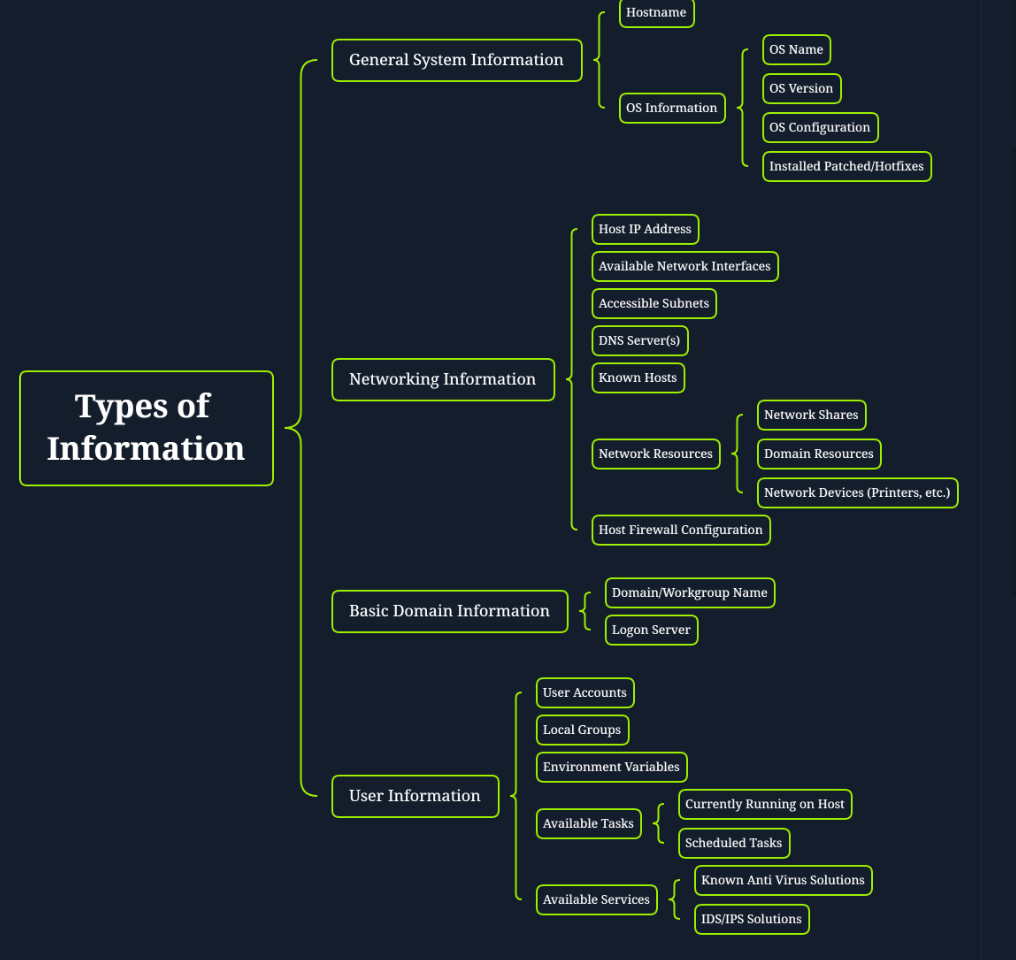 Hostname
General System Information
OS Name
OS Version
OS Information
OS Configuration
Installed Patched/Hotfixes
Host IP Address
Available Network Interfaces
Accessible Subnets
DNS Server(s)
Networking Information
Known Hosts
Types of
Information
Network Shares
Network Resources
Domain Resources
Network Devices (Printers, etc.)
Host Firewall Configuration
Basic Domain Information
Domain/Workgroup Name
Logon Server
User Accounts
Local Groups
Environment Variables
User Information
Available Tasks
Currently Running on Host
Scheduled Tasks
Available Services
Known Anti Virus Solutions
IDS/IPS Solutions